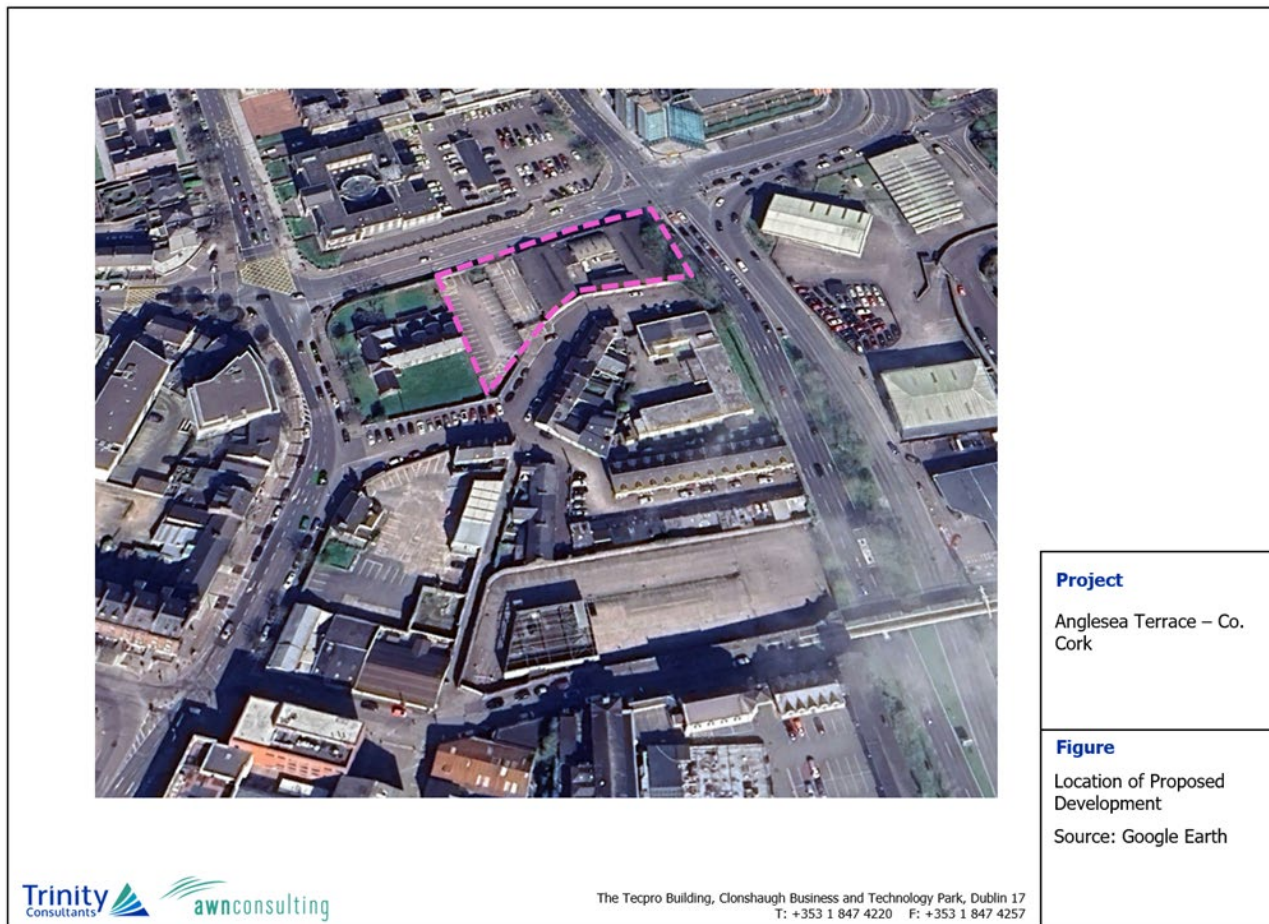 Project
Anglesea Terrace – Co.
Cork
Figure
Location of Proposed
Development
Source: Google Earth
Trinity
Consultants
awnconsulting
The Tecpro Building, Clonshaugh Business and Technology Park, Dublin 17
T: +353 1 847 4220 F: +353 1 847 4257